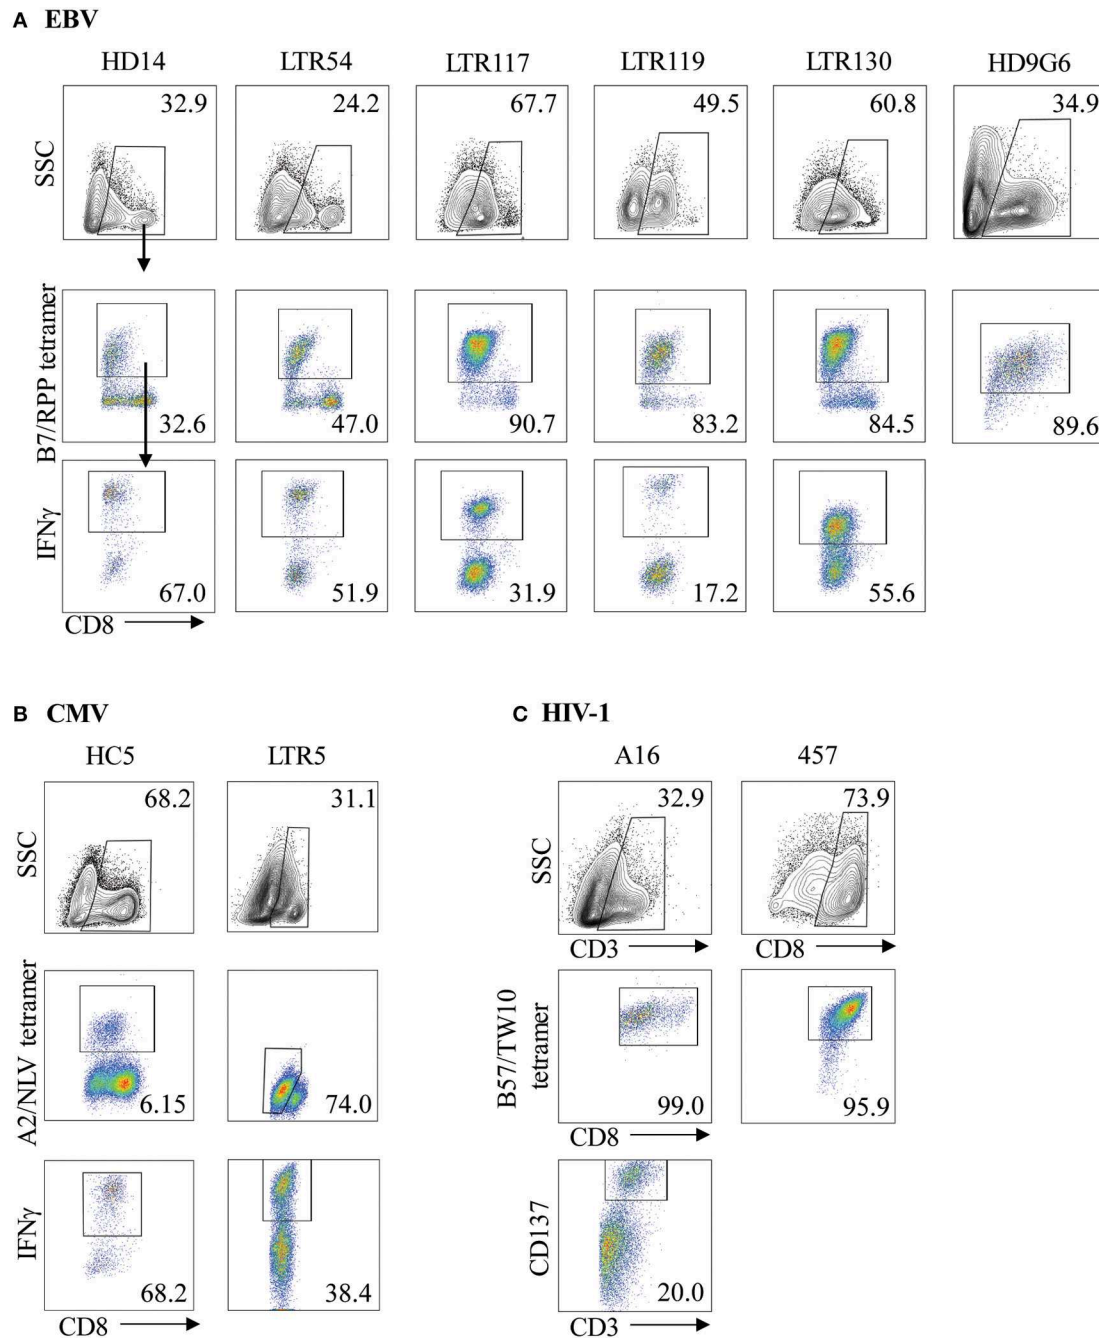 A EBV
HD14 LTR54 LTR117 LTR119 LTR130 HD9G6
SSC 32.9 24.2 67.7 49.5 60.8 34.9
B7/RPP tetramer 32.6 47.0 90.7 83.2 84.5 89.6
IFNγ 67.0 51.9 31.9 17.2 55.6
CD8
B CMV
HC5 LTR5
SSC 68.2 31.1
A2/NLV tetramer 6.15 74.0
IFNγ 68.2 38.4
CD8
C HIV-1
A16 457
SSC 32.9 73.9
CD3 CD8
B57/TW10
tetramer
99.0 95.9
CD8
CD137 20.0
CD3